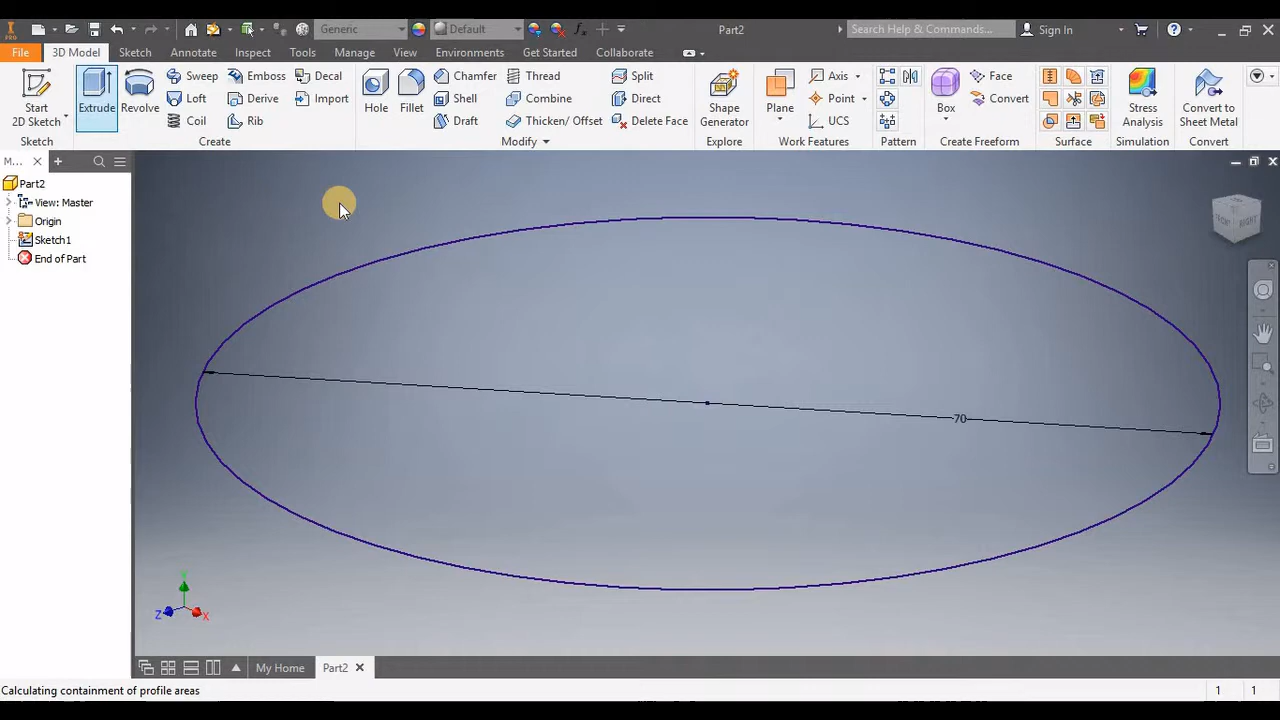 PRO
Generic
Default
Part2
Search Help & Commands...
Sign In
File 3D Model Sketch Annotate Inspect Tools Manage View Environments Get Started Collaborate
Start
2D Sketch
Sketch
Extrude
Revolve
Sweep
Loft
Coil
Emboss
Derive
Rib
Decal
Import
Create
Hole
Fillet
Chamfer
Shell
Draft
Thread
Combine
Thicken/ Offset
Split
Direct
Delete Face
Modify
Shape
Generator
Explore
Plane
Axis
Point
UCS
Work Features
Pattern
Box
Face
Convert
Create Freeform
Surface
Stress
Analysis
Simulation
Convert to
Sheet Metal
Convert
M...
Part2
View: Master
Origin
Sketch1
End of Part
RIGHT
70
Y
Z
X
My Home
Part2
Calculating containment of profile areas
1 1